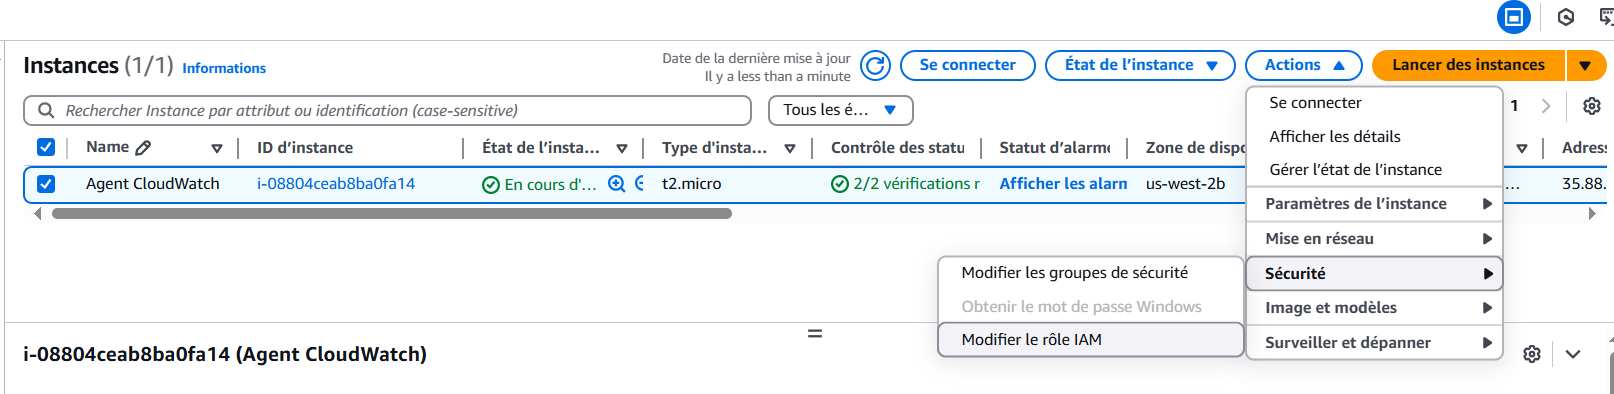 Instances (1/1) Informations
Date de la dernière mise à jour
Il y a less than a minute
Se connecter
État de l'instance
Actions
Lancer des instances
Rechercher Instance par attribut ou identification (case-sensitive)
Tous les é...
1
Name
ID d'instance
État de l'insta...
Type d'insta...
Contrôle des statu
Statut d'alarme
Zone de dispo
Adress
Agent CloudWatch
i-08804ceab8ba0fa14
En cours d'...
t2.micro
2/2 vérifications r
Afficher les alarm
us-west-2b
...
35.88.
Se connecter
Afficher les détails
Gérer l'état de l'instance
Paramètres de l'instance
Mise en réseau
Sécurité
Image et modèles
Surveiller et dépanner
Modifier les groupes de sécurité
Obtenir le mot de passe Windows
Modifier le rôle IAM
i-08804ceab8ba0fa14 (Agent CloudWatch)